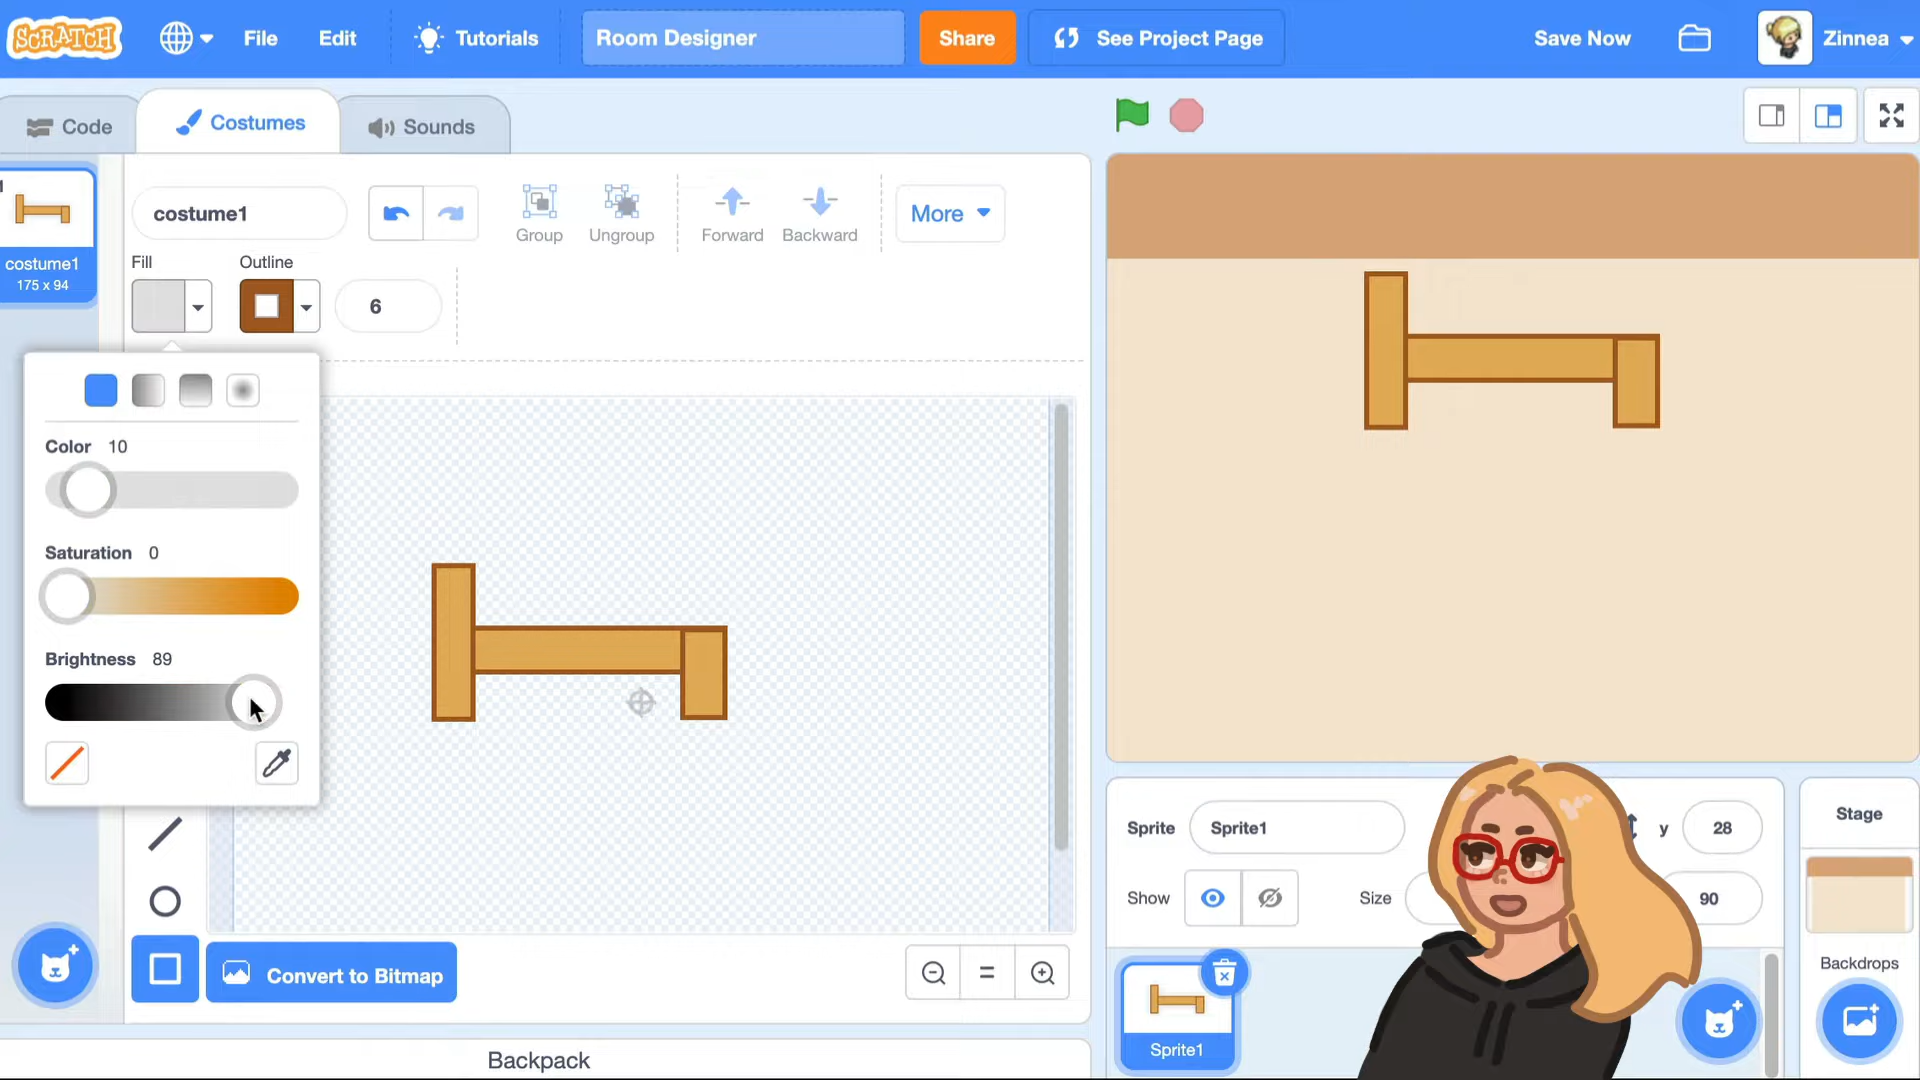 SCRATCH
File
Edit
Tutorials
Room Designer
Share
See Project Page
Save Now
Zinnea
Code
Costumes
Sounds
costume1
175 x 94
costume1
Group
Ungroup
Forward
Backward
More
Fill
Outline
6
Color 10
Saturation 0
Brightness 89
Convert to Bitmap
Backpack
Sprite
Sprite1
y
28
Show
Size
90
Sprite1
Stage
Backdrops